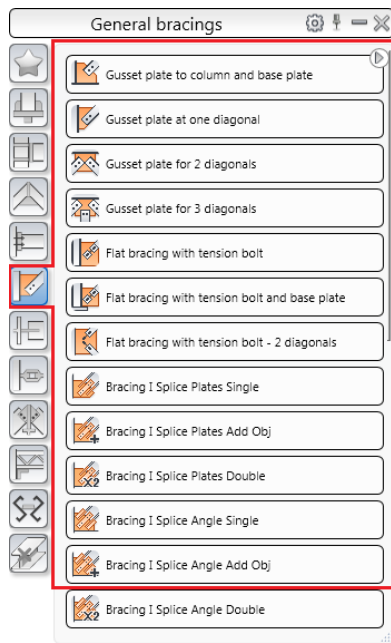 General bracings
Gusset plate to column and base plate
Gusset plate at one diagonal
Gusset plate for 2 diagonals
Gusset plate for 3 diagonals
Flat bracing with tension bolt
Flat bracing with tension bolt and base plate
Flat bracing with tension bolt - 2 diagonals
Bracing I Splice Plates Single
Bracing I Splice Plates Add Obj
X2 Bracing I Splice Plates Double
Bracing I Splice Angle Single
Bracing I Splice Angle Add Obj
X2 Bracing I Splice Angle Double